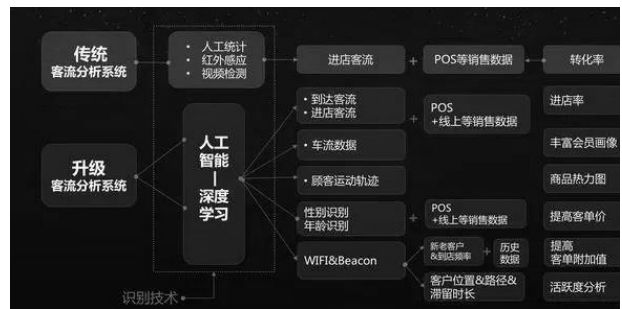 传统
客流分析系统
• 人工统计
• 红外感应
• 视频检测
进店客流
+
POS等销售数据
转化率
升级
客流分析系统
人工
智能
|
深度
学习
• 到达客流
• 进店客流
+
POS
+线上等销售数据
进店率
• 车流数据
丰富会员画像
• 顾客运动轨迹
商品热力图
性别识别
年龄识别
+
POS
+线上等销售数据
提高客单价
WIFI&Beacon
新老客户
&到店频率
+
历史
数据
提高
客单附加值
客户位置&路径&
滞留时长
活跃度分析
识别技术